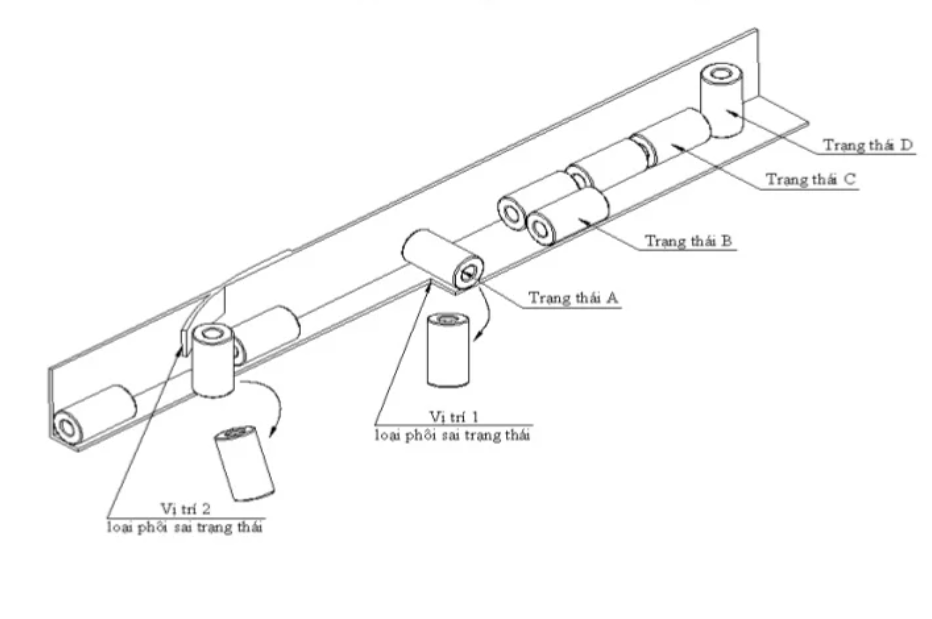 Trạng thái D
Trạng thái C
Trạng thái B
Trạng thái A
Vị trí 1
loại phôi sai trạng thái
Vị trí 2
loại phôi sai trạng thái